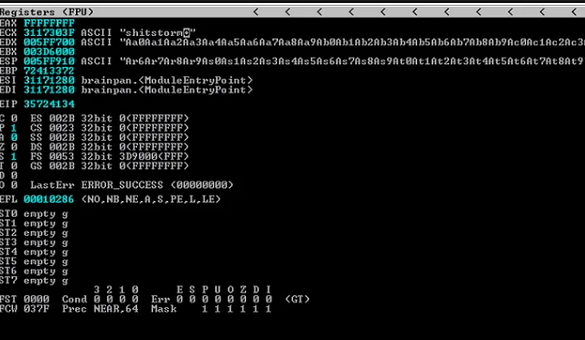 Registers (FPU) < < < < < < < < <
EAX FFFFFFFF
ECX 3117303F ASCII "shitstorm"
EDX 005FF700 ASCII "Aa0Aa1Aa2Aa3Aa4Aa5Aa6Aa7Aa8Aa9Ab0Ab1Ab2Ab3Ab4Ab5Ab6Ab7Ab8Ab9Ac0Ac1Ac2Ac3
EBX 003D6000
ESP 005FF910 ASCII "Ar6Ar7Ar8Ar9As0As1As2As3As4As5As6As7As8As9At0At1At2At3At4At5At6At7At8At9
EBP 72413372
ESI 31171280 brainpan.<ModuleEntryPoint>
EDI 31171280 brainpan.<ModuleEntryPoint>
EIP 35724134
C 0 ES 002B 32bit 0(FFFFFFFF)
P 1 CS 0023 32bit 0(FFFFFFFF)
A 0 SS 002B 32bit 0(FFFFFFFF)
Z 0 DS 002B 32bit 0(FFFFFFFF)
S 1 FS 0053 32bit 3D9000(FFF)
T 0 GS 002B 32bit 0(FFFFFFFF)
D 0
O 0 LastErr ERROR_SUCCESS (00000000)
EFL 00010286 (NO,NB,NE,A,S,PE,L,LE)
ST0 empty g
ST1 empty g
ST2 empty g
ST3 empty g
ST4 empty g
ST5 empty g
ST6 empty g
ST7 empty g
3 2 1 0 E S P U O Z D I
FST 0000 Cond 0 0 0 0 Err 0 0 0 0 0 0 0 0 (GT)
FCW 037F Prec NEAR,64 Mask 1 1 1 1 1 1